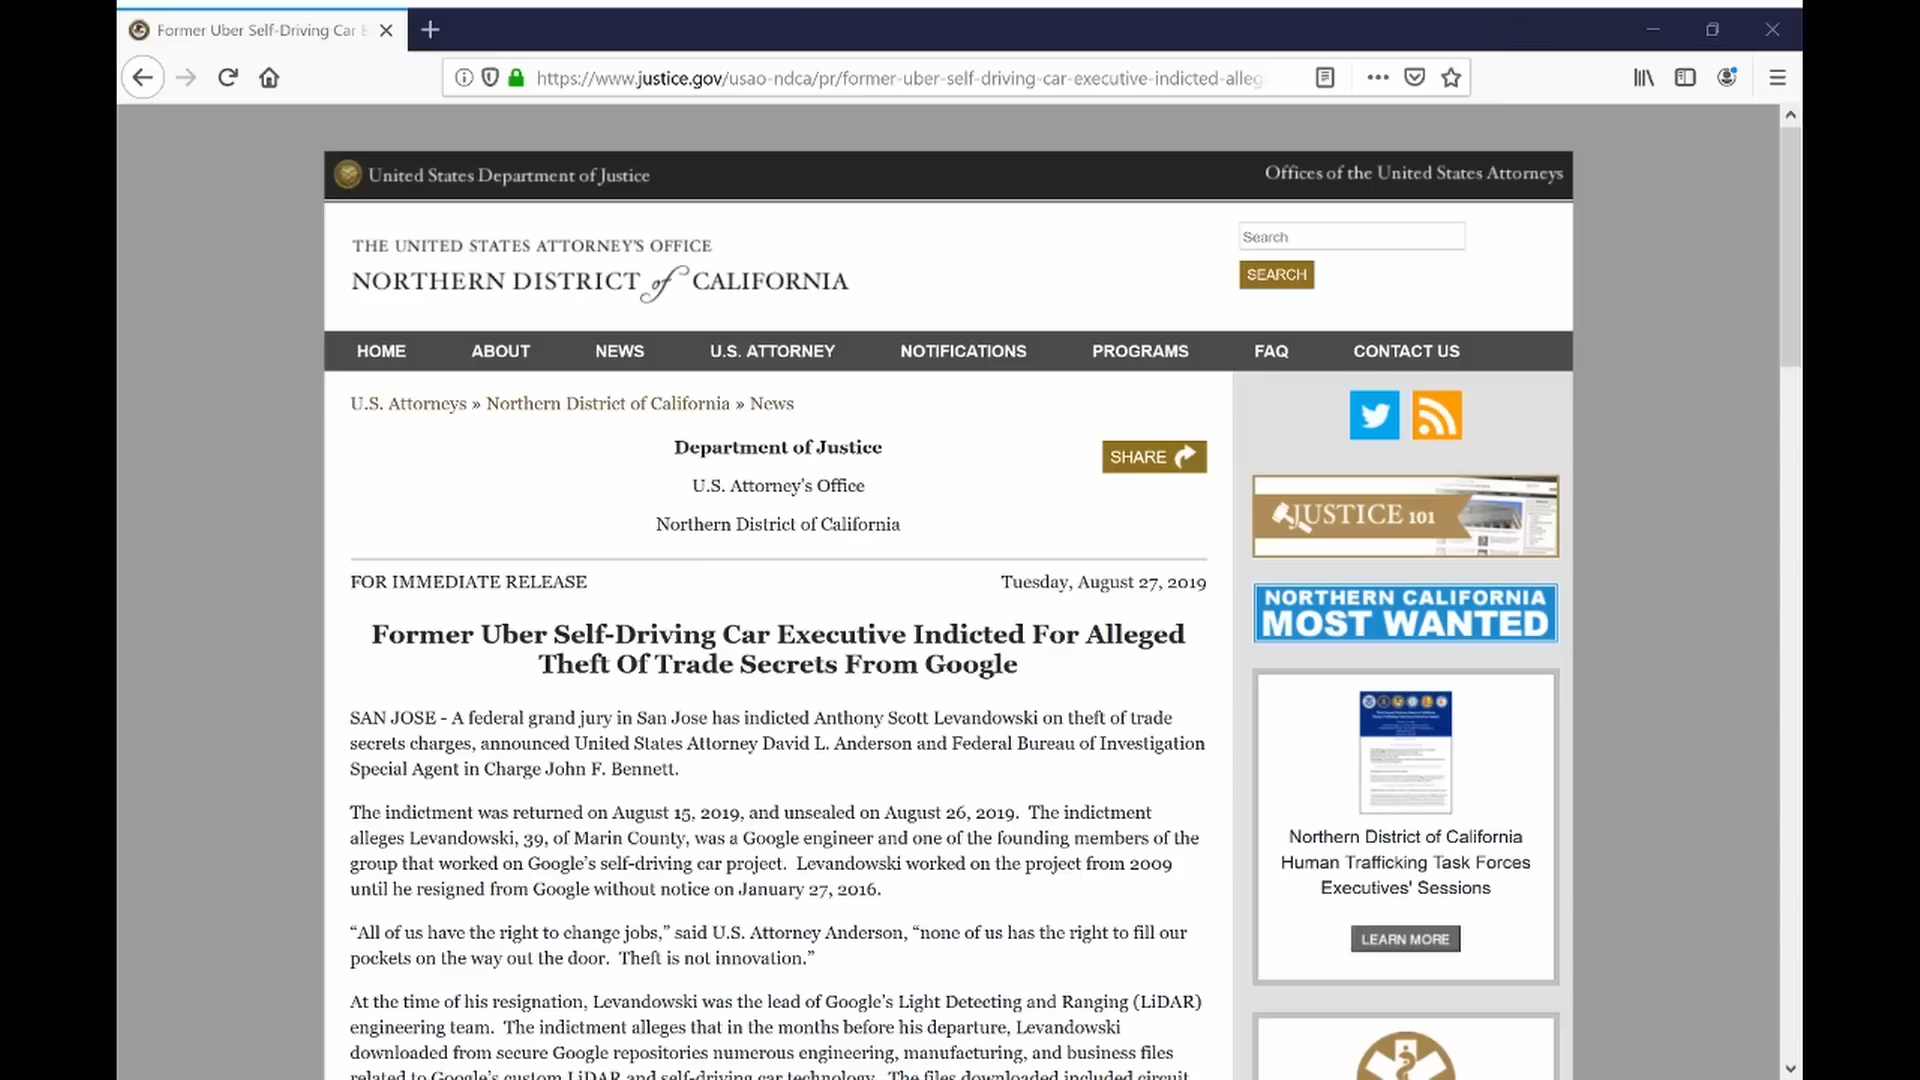 Former Uber Self-Driving Car E
https://www.justice.gov/usao-ndca/pr/former-uber-self-driving-car-executive-indicted-alleg
United States Department of Justice
Offices of the United States Attorneys
THE UNITED STATES ATTORNEY'S OFFICE
NORTHERN DISTRICT of CALIFORNIA
Search
SEARCH
HOME ABOUT NEWS U.S. ATTORNEY NOTIFICATIONS PROGRAMS FAQ CONTACT US
U.S. Attorneys » Northern District of California » News
Department of Justice
SHARE
U.S. Attorney's Office
Northern District of California
FOR IMMEDIATE RELEASE
Tuesday, August 27, 2019
Former Uber Self-Driving Car Executive Indicted For Alleged
Theft Of Trade Secrets From Google
SAN JOSE - A federal grand jury in San Jose has indicted Anthony Scott Levandowski on theft of trade
secrets charges, announced United States Attorney David L. Anderson and Federal Bureau of Investigation
Special Agent in Charge John F. Bennett.
The indictment was returned on August 15, 2019, and unsealed on August 26, 2019.  The indictment
alleges Levandowski, 39, of Marin County, was a Google engineer and one of the founding members of the
group that worked on Google's self-driving car project.  Levandowski worked on the project from 2009
until he resigned from Google without notice on January 27, 2016.
“All of us have the right to change jobs,” said U.S. Attorney Anderson, “none of us has the right to fill our
pockets on the way out the door.  Theft is not innovation.”
At the time of his resignation, Levandowski was the lead of Google's Light Detecting and Ranging (LiDAR)
engineering team.  The indictment alleges that in the months before his departure, Levandowski
downloaded from secure Google repositories numerous engineering, manufacturing, and business files
related to Google's custom LiDAR and self-driving car technology.  The files downloaded included circuit
JUSTICE 101
NORTHERN CALIFORNIA
MOST WANTED
Northern District of California
Human Trafficking Task Forces
Executives' Sessions
LEARN MORE